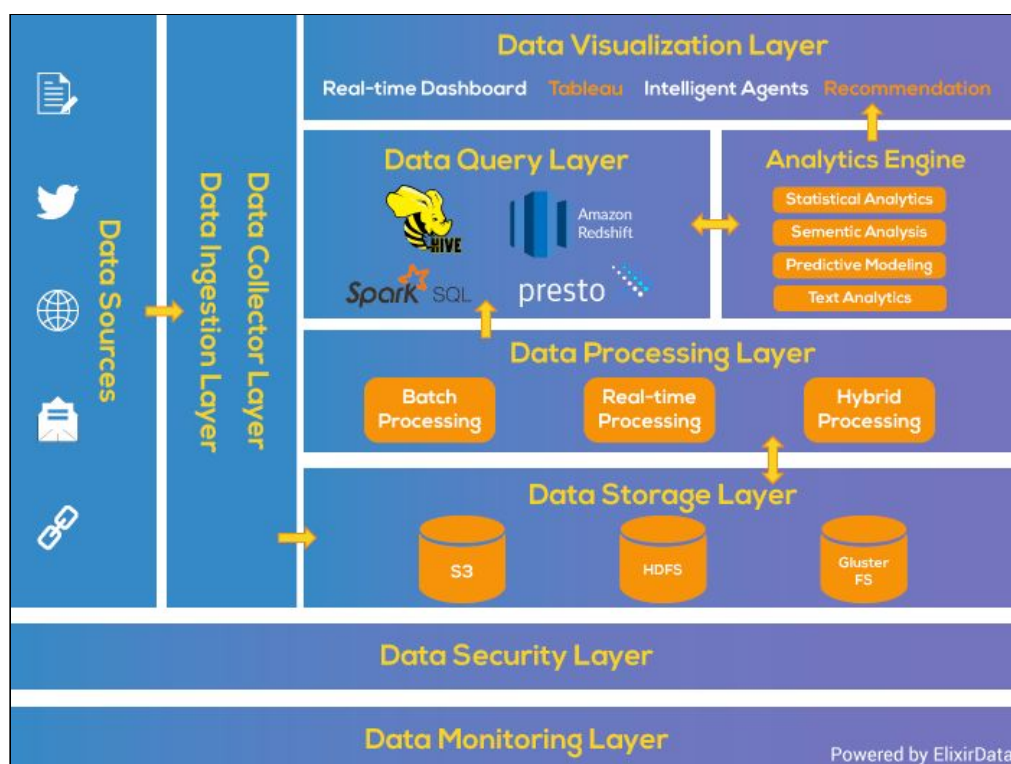 Data Visualization Layer
Real-time Dashboard Tableau Intelligent Agents Recommendation
Data Sources
Data Ingestion Layer
Data Collector Layer
Data Query Layer
HIVE
Amazon
Redshift
Spark SQL
presto
Analytics Engine
Statistical Analytics
Sementic Analysis
Predictive Modeling
Text Analytics
Data Processing Layer
Batch
Processing
Real-time
Processing
Hybrid
Processing
Data Storage Layer
S3
HDFS
Gluster
FS
Data Security Layer
Data Monitoring Layer
Powered by ElixirData